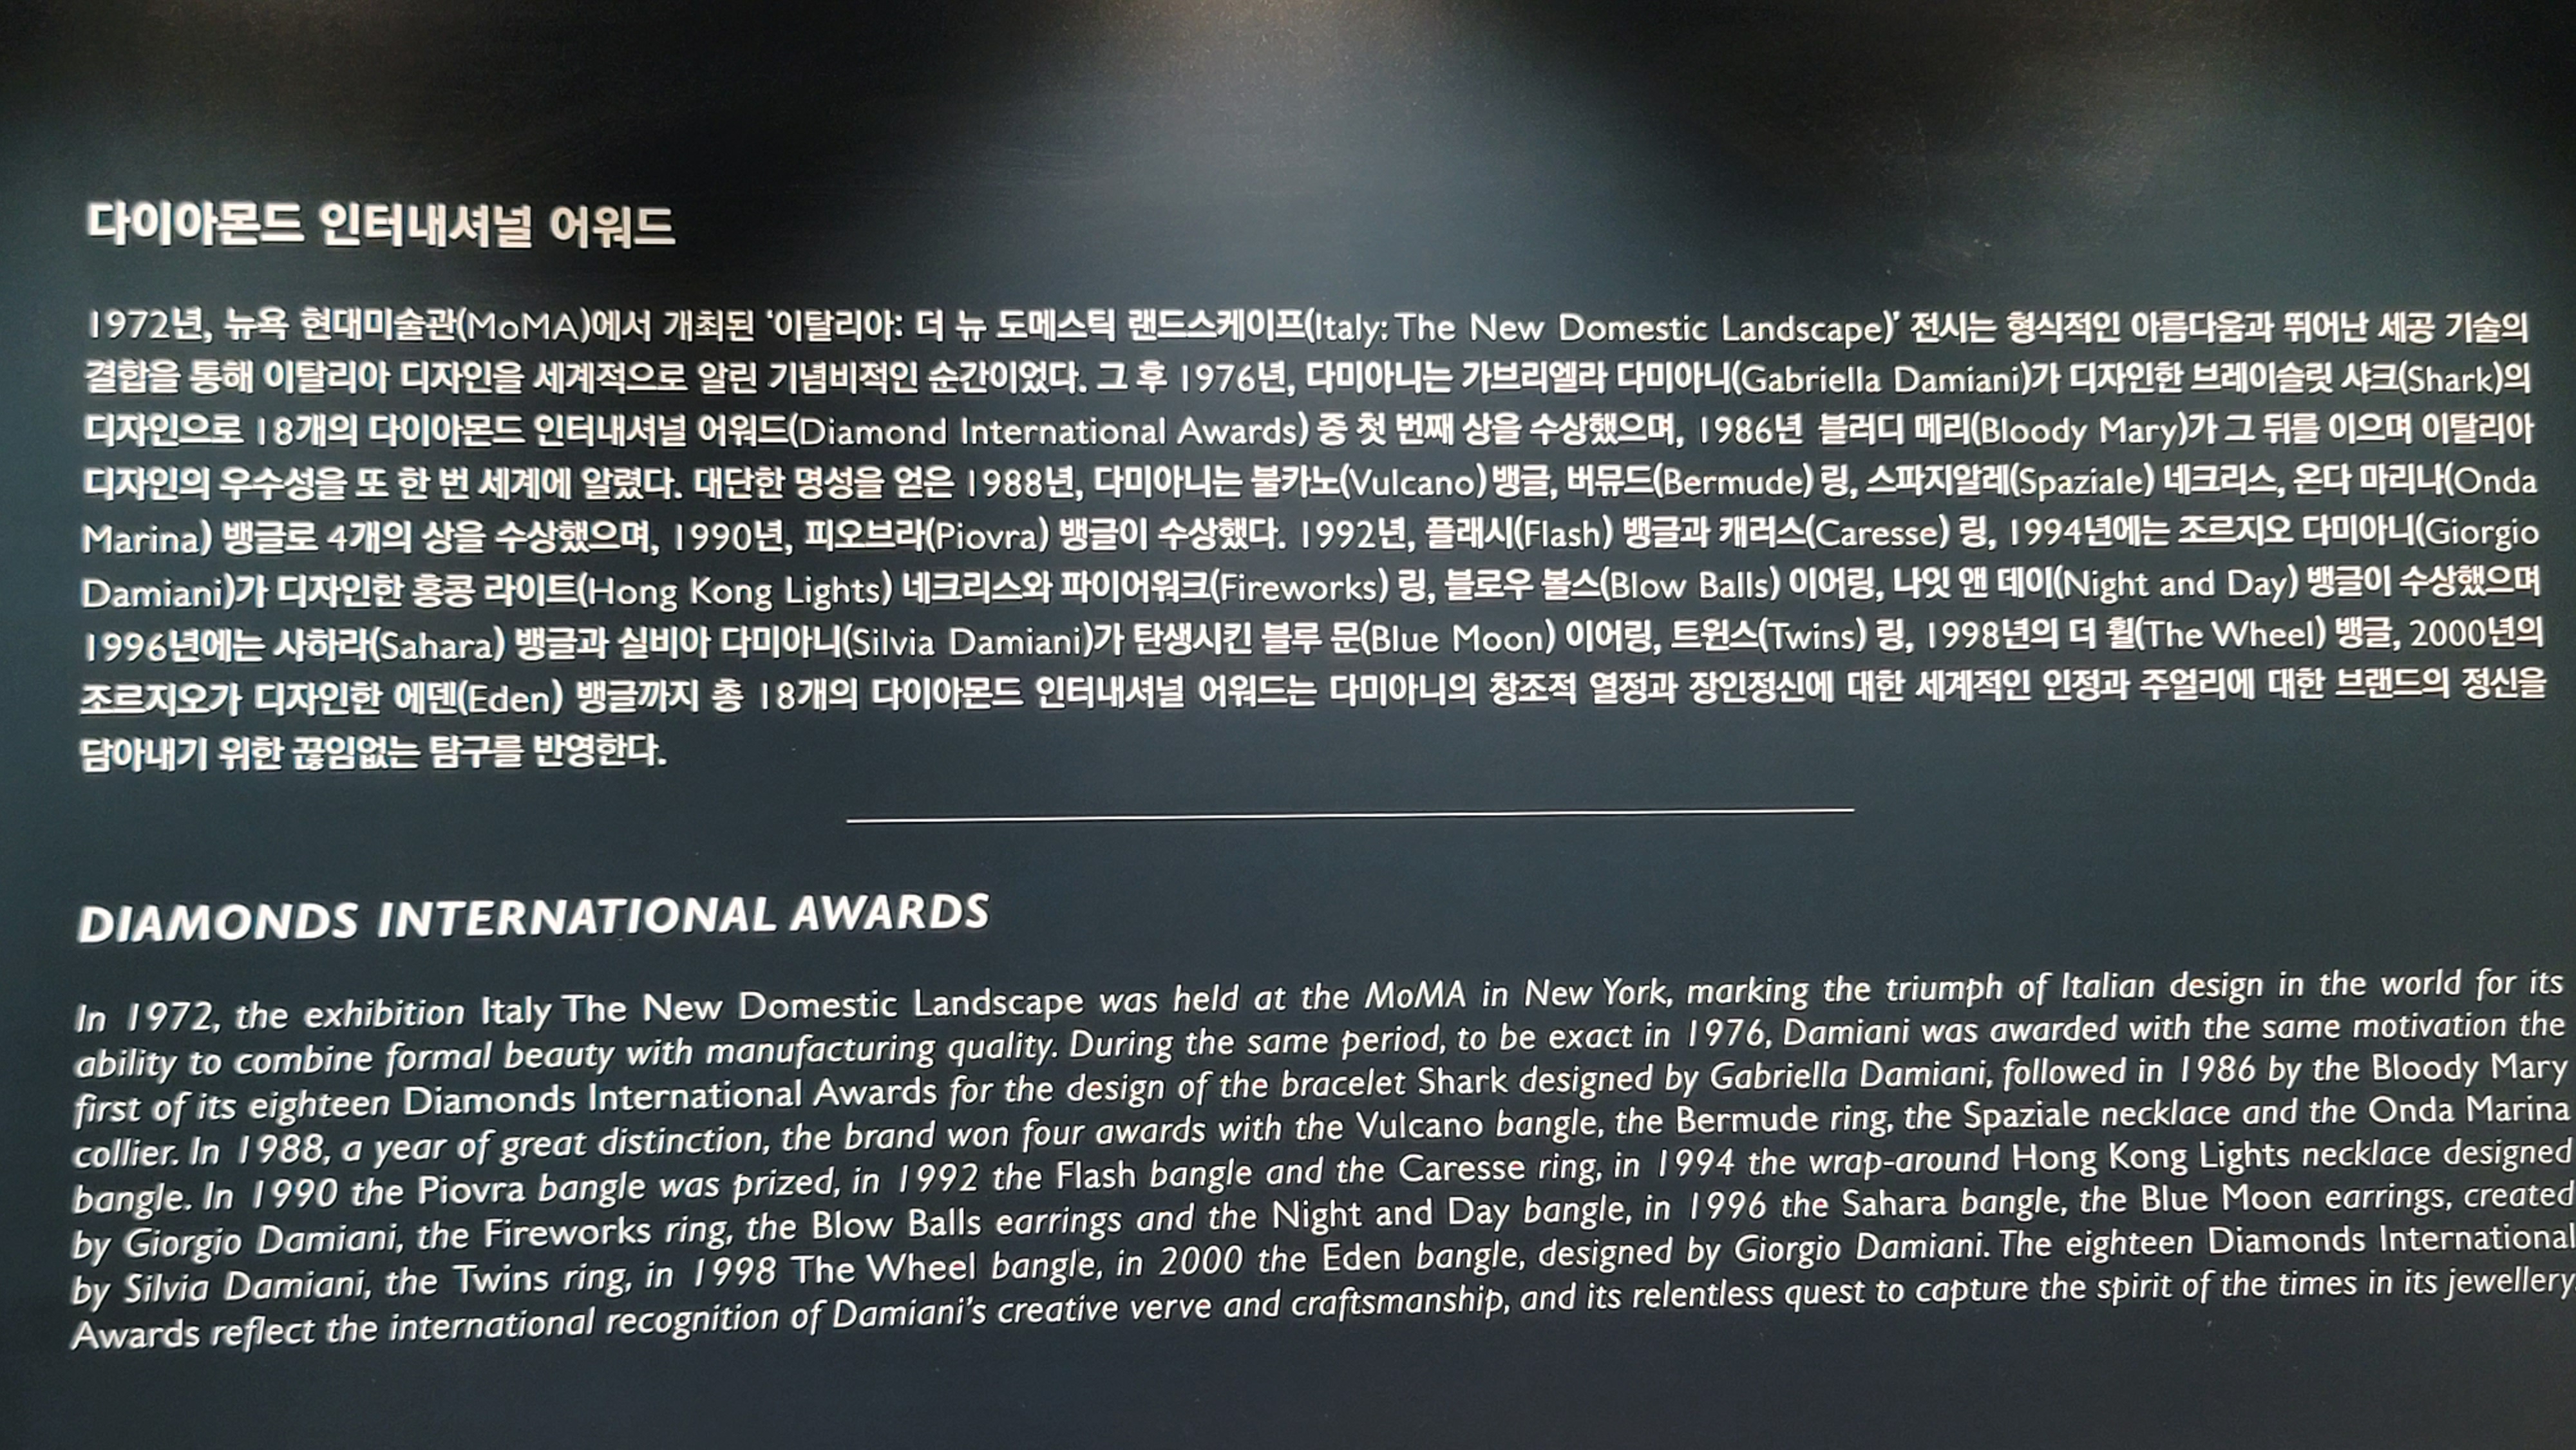 다이아몬드 인터내셔널 어워드
1972년, 뉴욕 현대미술관(MoMA)에서 개최된 ‘이탈리아: 더 뉴 도메스틱 랜드스케이프(Italy: The New Domestic Landscape)’ 전시는 형식적인 아름다움과 뛰어난 세공 기술의
결합을 통해 이탈리아 디자인을 세계적으로 알린 기념비적인 순간이었다. 그 후 1976년, 다미아니는 가브리엘라 다미아니(Gabriella Damiani)가 디자인한 브레이슬릿 샤크(Shark)의
디자인으로 18개의 다이아몬드 인터내셔널 어워드(Diamond International Awards) 중 첫 번째 상을 수상했으며, 1986년 블러디 메리(Bloody Mary)가 그 뒤를 이으며 이탈리아
디자인의 우수성을 또 한 번 세계에 알렸다. 대단한 명성을 얻은 1988년, 다미아니는 불카노(Vulcano) 뱅글, 버뮤드(Bermude) 링, 스파지알레(Spaziale) 네크리스, 온다 마리나(Onda
Marina) 뱅글로 4개의 상을 수상했으며, 1990년, 피오브라(Piovra) 뱅글이 수상했다. 1992년, 플래시(Flash) 뱅글과 캐러스(Caresse) 링, 1994년에는 조르지오 다미아니(Giorgio
Damiani)가 디자인한 홍콩 라이트(Hong Kong Lights) 네크리스와 파이어워크(Fireworks) 링, 블로우 볼스(Blow Balls) 이어링, 나잇 앤 데이(Night and Day) 뱅글이 수상했으며
1996년에는 사하라(Sahara) 뱅글과 실비아 다미아니(Silvia Damiani)가 탄생시킨 블루 문(Blue Moon) 이어링, 트윈스(Twins) 링, 1998년의 더 휠(The Wheel) 뱅글, 2000년의
조르지오가 디자인한 에덴(Eden) 뱅글까지 총 18개의 다이아몬드 인터내셔널 어워드는 다미아니의 창조적 열정과 장인정신에 대한 세계적인 인정과 주얼리에 대한 브랜드의 정신을
담아내기 위한 끊임없는 탐구를 반영한다.
DIAMONDS INTERNATIONAL AWARDS
In 1972, the exhibition Italy The New Domestic Landscape was held at the MoMA in New York, marking the triumph of Italian design in the world for its
ability to combine formal beauty with manufacturing quality. During the same period, to be exact in 1976, Damiani was awarded with the same motivation the
first of its eighteen Diamonds International Awards for the design of the bracelet Shark designed by Gabriella Damiani, followed in 1986 by the Bloody Mary
collier. In 1988, a year of great distinction, the brand won four awards with the Vulcano bangle, the Bermude ring, the Spaziale necklace and the Onda Marina
bangle. In 1990 the Piovra bangle was prized, in 1992 the Flash bangle and the Caresse ring, in 1994 the wrap-around Hong Kong Lights necklace designed
by Giorgio Damiani, the Fireworks ring, the Blow Balls earrings and the Night and Day bangle, in 1996 the Sahara bangle, the Blue Moon earrings, created
by Silvia Damiani, the Twins ring, in 1998 The Wheel bangle, in 2000 the Eden bangle, designed by Giorgio Damiani. The eighteen Diamonds International
Awards reflect the international recognition of Damiani’s creative verve and craftsmanship, and its relentless quest to capture the spirit of the times in its jewellery